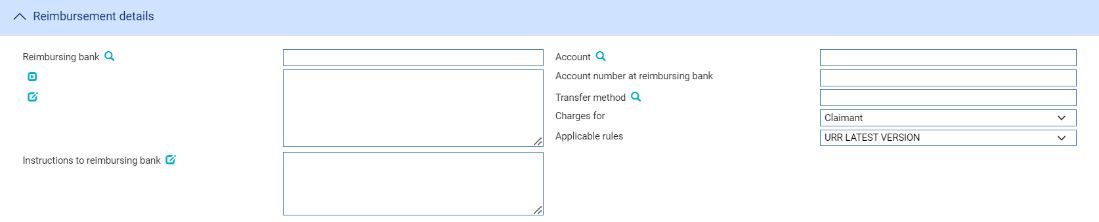 Reimbursement details
Reimbursing bank
Account
Account number at reimbursing bank
Transfer method
Charges for
Claimant
Applicable rules
URR LATEST VERSION
Instructions to reimbursing bank